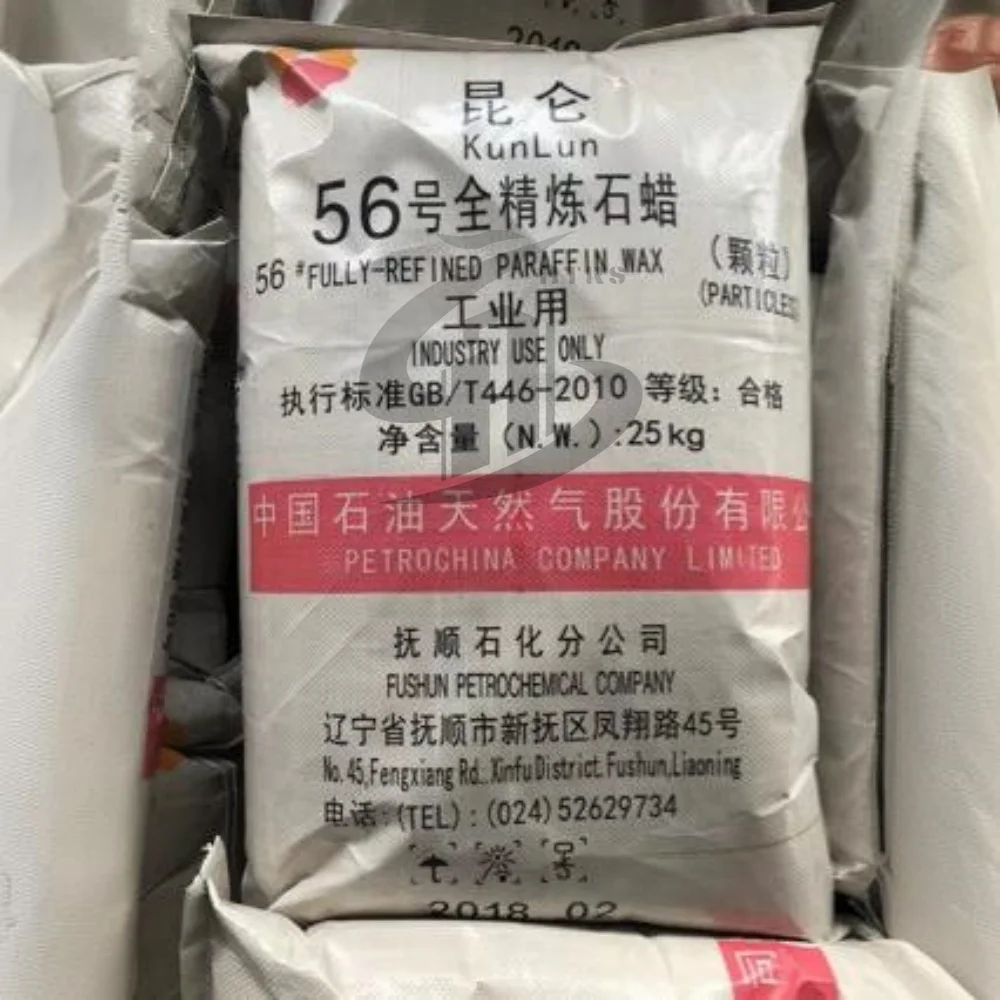 昆仑
KunLun
56号全精炼石蜡
56 #FULLY-REFINED PARAFFIN WAX
(颗粒)
(PARTICLES)
工业用
INDUSTRY USE ONLY
执行标准GB/T446-2010 等级: 合格
净含量 (N.W.):25kg
中国石油天然气股份有限公
PETROCHINA COMPANY LIMITED
抚顺石化分公司
FUSHUN PETROCHEMICAL COMPANY
辽宁省抚顺市新抚区凤翔路45号
No.45,Fengxiang Rd.. Xinfu District. Fushun,Liaoning
电话:(TEL):(024)52629734
2018 02